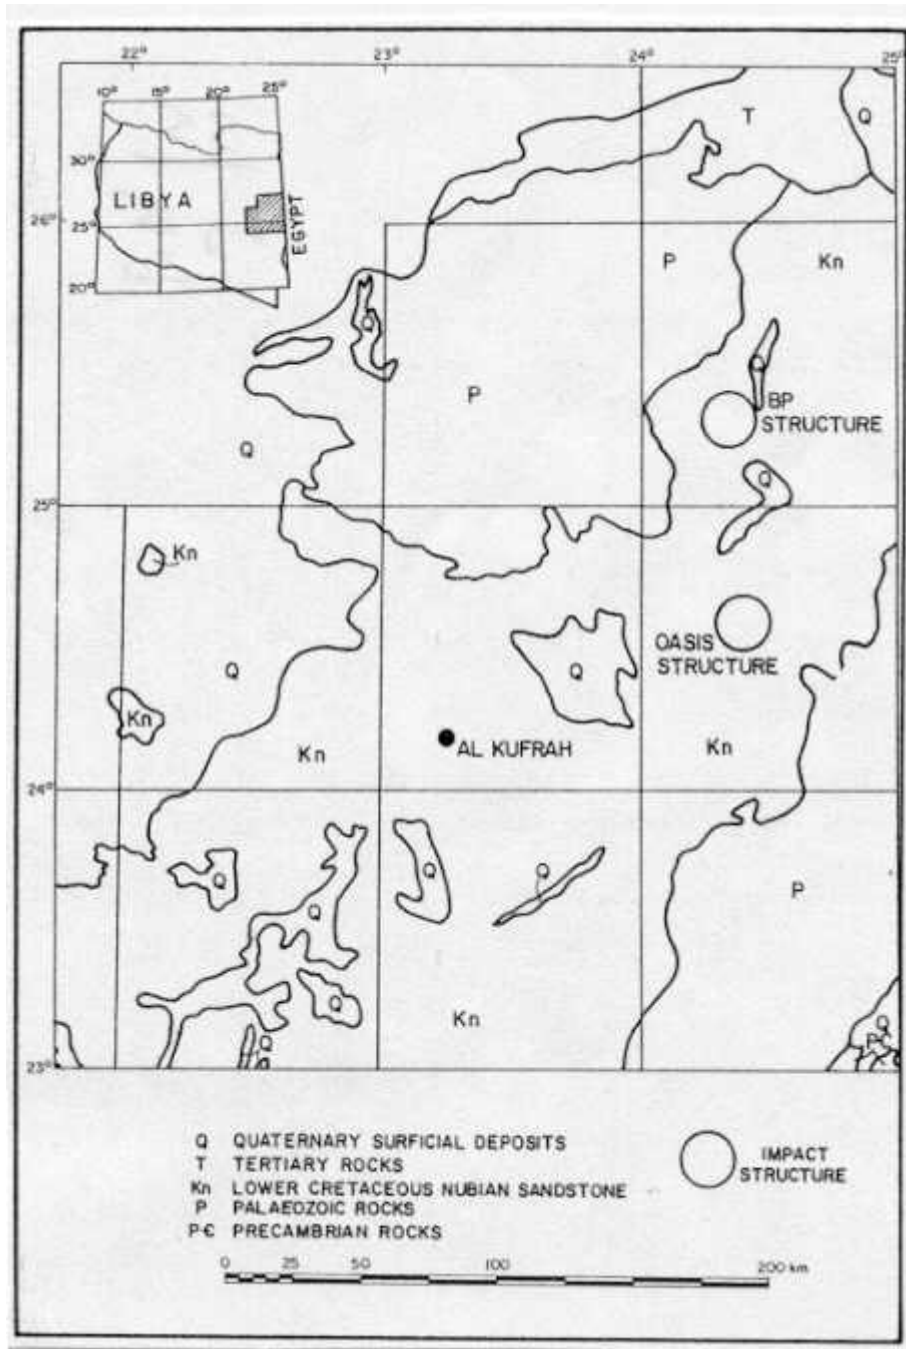 22°
23°
24°
25°
10°
15°
20°
25°
30°
LIBYA
25°
EGYPT
20°
T
Q
26°
P
Kn
Q
Q
P
BP
STRUCTURE
Q
Q
25°
Kn
OASIS
STRUCTURE
Q
Q
Kn
AL KUFRAH
Kn
Kn
24°
Q
Q
Q
Q
P
Q
Kn
Q
Q
P-Є
23°
Q QUATERNARY SURFICIAL DEPOSITS
T TERTIARY ROCKS
Kn LOWER CRETACEOUS NUBIAN SANDSTONE
P PALAEOZOIC ROCKS
P-Є PRECAMBRIAN ROCKS
IMPACT
STRUCTURE
0 25 50 100 200 km